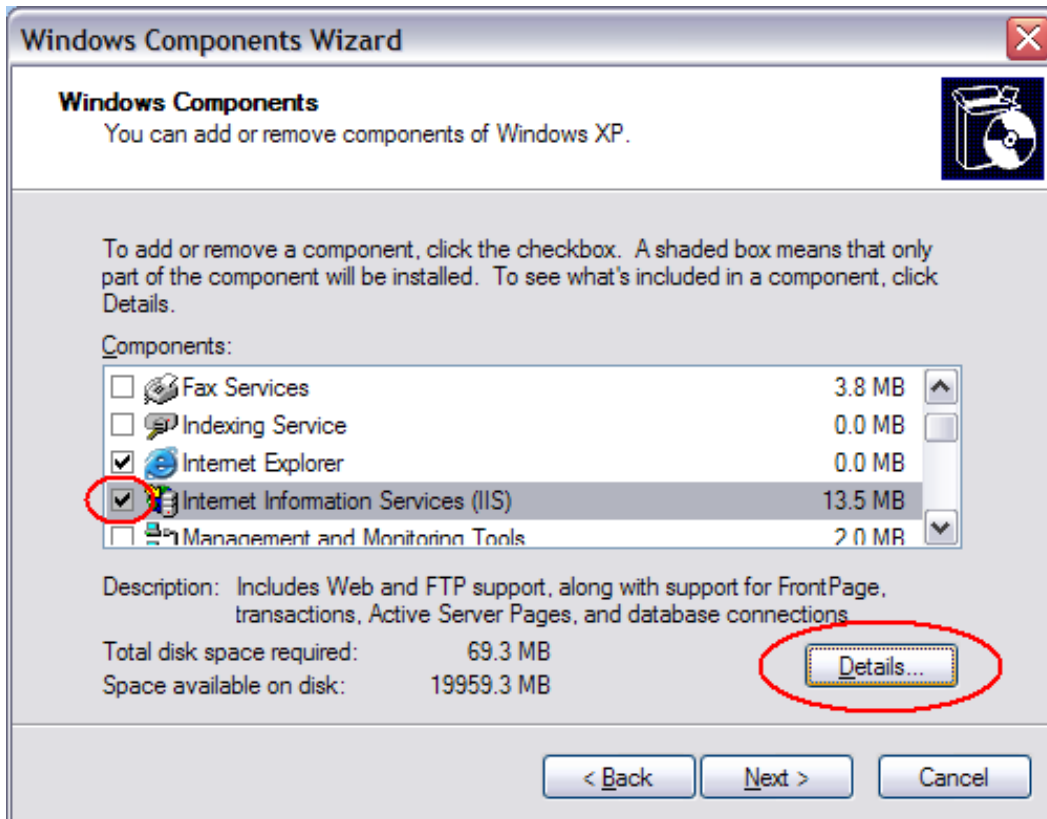 Windows Components Wizard
Windows Components
You can add or remove components of Windows XP.
To add or remove a component, click the checkbox. A shaded box means that only
part of the component will be installed. To see what's included in a component, click
Details.
Components:
Fax Services 3.8 MB
Indexing Service 0.0 MB
Internet Explorer 0.0 MB
Internet Information Services (IIS) 13.5 MB
Management and Monitoring Tools 2.0 MB
Description: Includes Web and FTP support, along with support for FrontPage,
transactions, Active Server Pages, and database connections
Total disk space required: 69.3 MB
Space available on disk: 19959.3 MB
Details...
< Back Next > Cancel